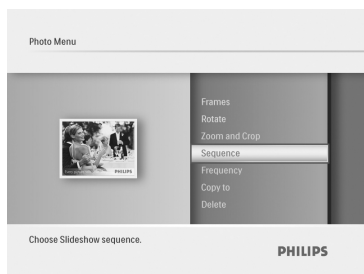 Photo Menu
Frames
Rotate
Zoom and Crop
Sequence
Frequency
Copy to
Delete
PHILIPS
Choose Slideshow sequence.
PHILIPS